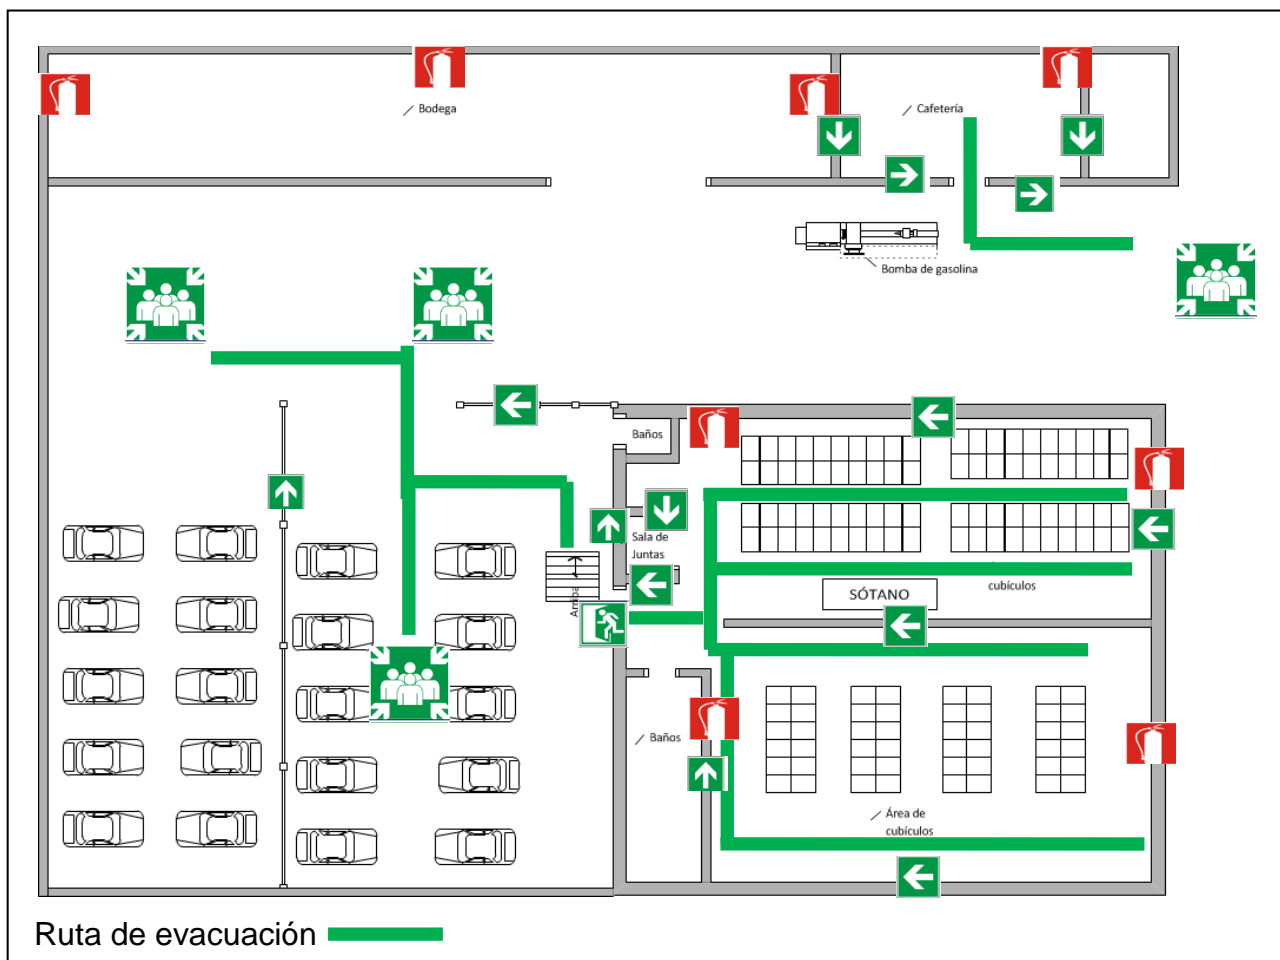 Bodega
Cafetería
Bomba de gasolina
Baños
Sala de
Juntas
cubículos
Arriba
SÓTANO
Baños
Área de
cubículos
Ruta de evacuación